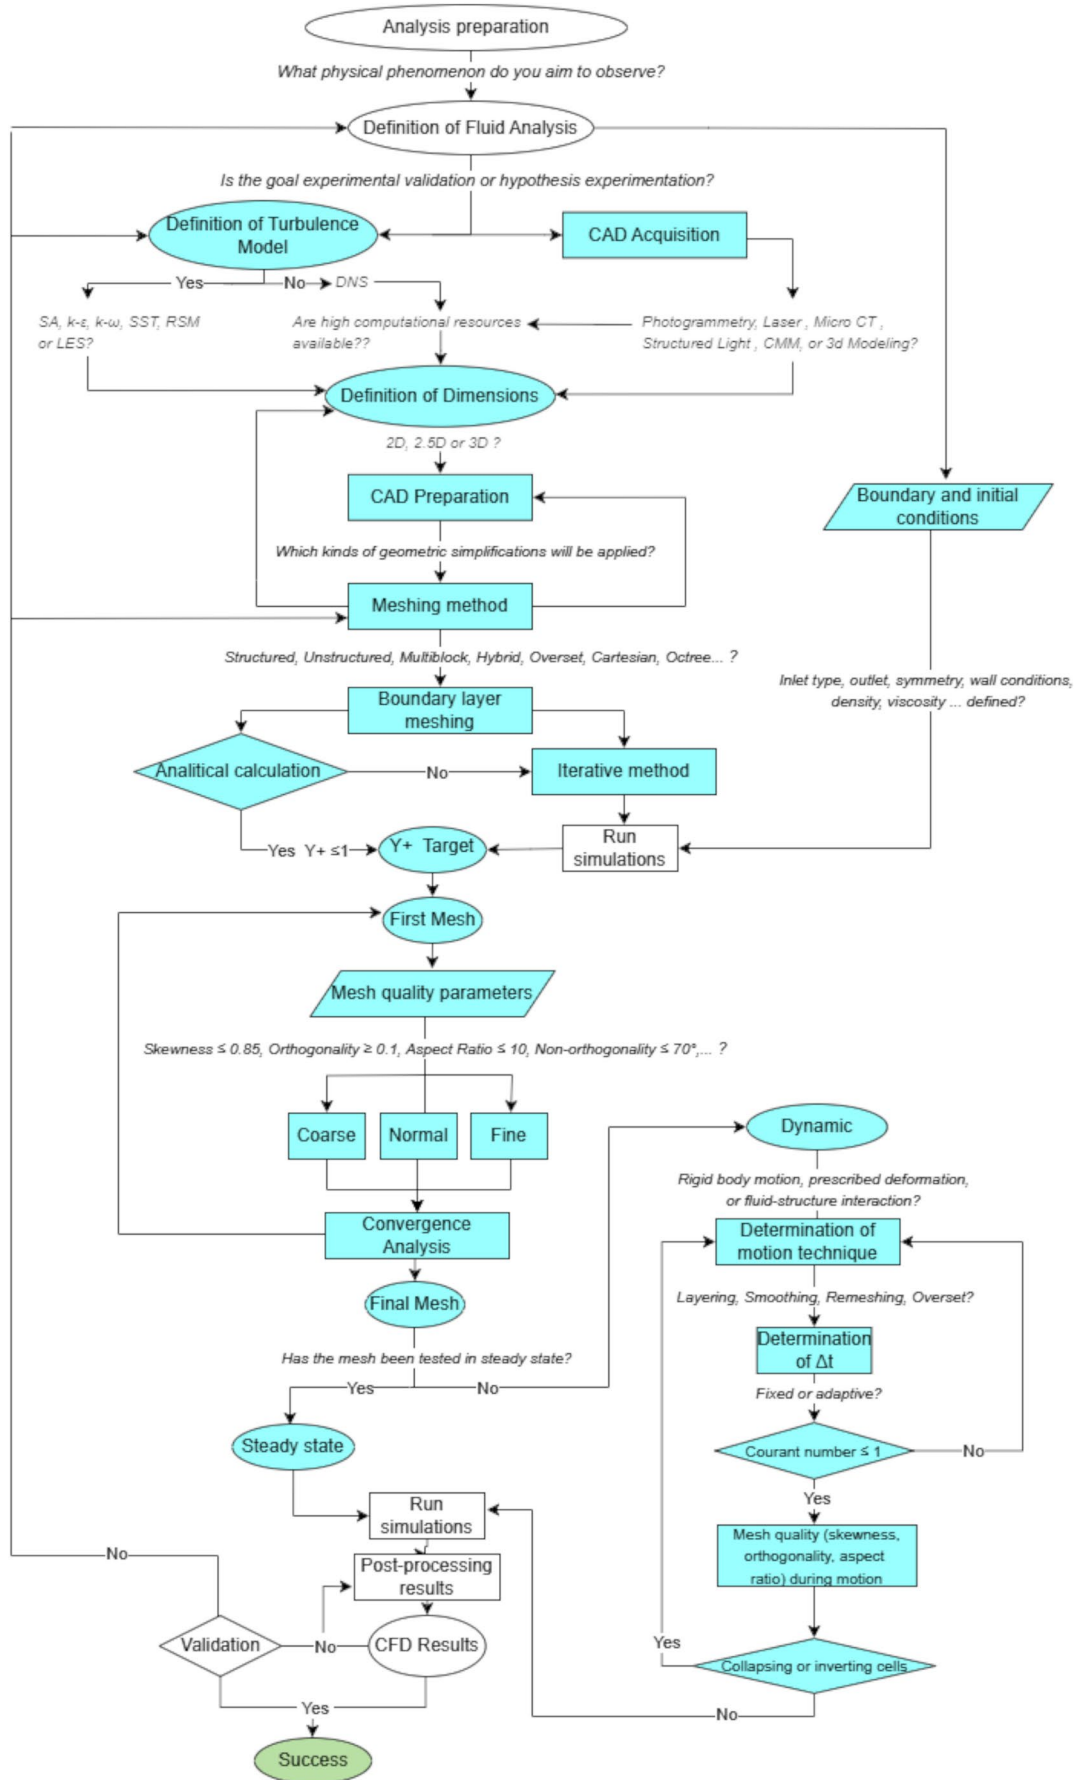 Analysis preparation
What physical phenomenon do you aim to observe?
Definition of Fluid Analysis
Is the goal experimental validation or hypothesis experimentation?
Definition of Turbulence
Model
CAD Acquisition
Yes
No
DNS
SA, k-ε, k-ω, SST, RSM
or LES?
Are high computational resources
available??
Photogrammetry, Laser , Micro CT ,
Structured Light , CMM, or 3d Modeling?
Definition of Dimensions
2D, 2.5D or 3D ?
CAD Preparation
Boundary and initial
conditions
Which kinds of geometric simplifications will be applied?
Meshing method
Structured, Unstructured, Multiblock, Hybrid, Overset, Cartesian, Octree... ?
Inlet type, outlet, symmetry, wall conditions,
density, viscosity ... defined?
Boundary layer
meshing
Analitical calculation
No
Iterative method
Yes Y+ ≤1
Y+ Target
Run
simulations
First Mesh
Mesh quality parameters
Skewness ≤ 0.85, Orthogonality ≥ 0.1, Aspect Ratio ≤ 10, Non-orthogonality ≤ 70°,... ?
Coarse
Normal
Fine
Dynamic
Rigid body motion, prescribed deformation,
or fluid-structure interaction?
Convergence
Analysis
Determination of
motion technique
Final Mesh
Layering, Smoothing, Remeshing, Overset?
Has the mesh been tested in steady state?
Determination
of Δt
Yes
No
Fixed or adaptive?
Steady state
Courant number ≤ 1
No
Yes
Run
simulations
Mesh quality (skewness,
orthogonality, aspect
ratio) during motion
No
Post-processing
results
Validation
No
CFD Results
Yes
Collapsing or inverting cells
Yes
No
Success